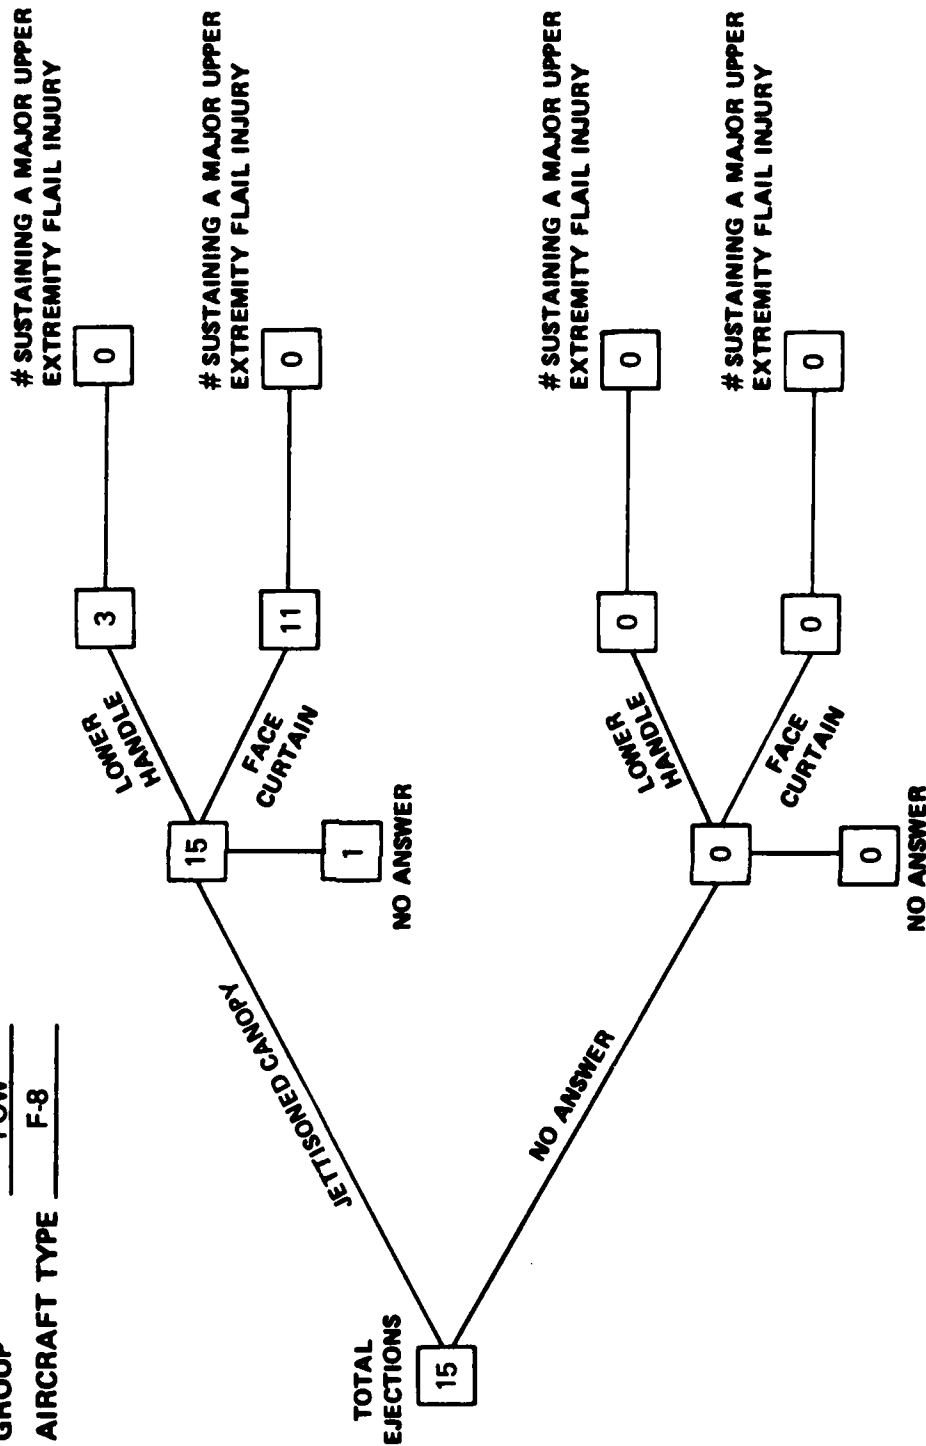 GROUP POW
AIRCRAFT TYPE F-8
TOTAL
EJECTIONS
15
JETTISONED CANOPY
15
LOWER
HANDLE
3
# SUSTAINING A MAJOR UPPER
EXTREMITY FLAIL INJURY
0
FACE
CURTAIN
11
# SUSTAINING A MAJOR UPPER
EXTREMITY FLAIL INJURY
0
1
NO ANSWER
NO ANSWER
0
LOWER
HANDLE
0
# SUSTAINING A MAJOR UPPER
EXTREMITY FLAIL INJURY
0
FACE
CURTAIN
0
# SUSTAINING A MAJOR UPPER
EXTREMITY FLAIL INJURY
0
0
NO ANSWER